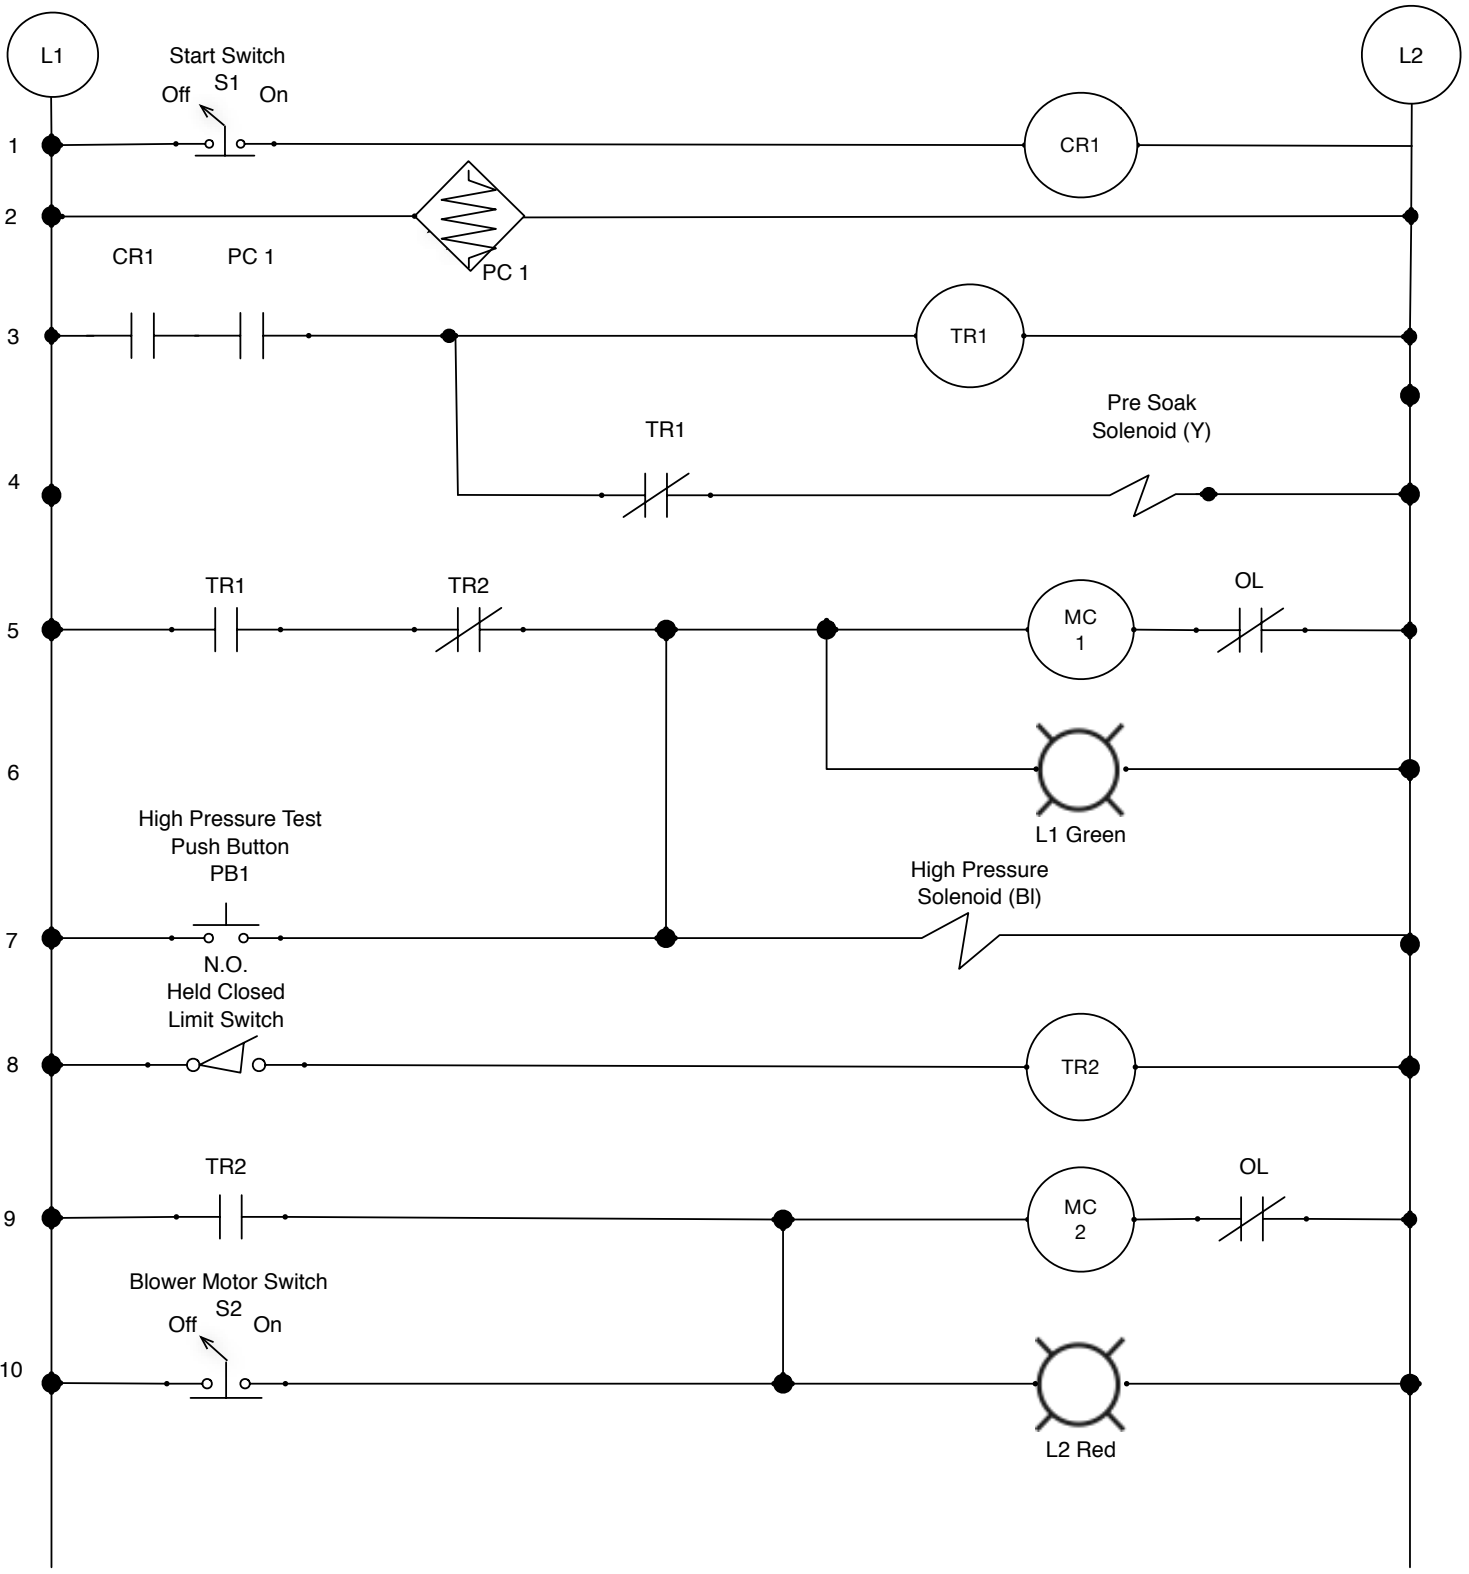 L1
L2
Start Switch
S1
Off
On
1
CR1
2
PC 1
CR1
PC 1
3
TR1
Pre Soak
Solenoid (Y)
TR1
4
TR1
TR2
OL
5
MC
1
6
L1 Green
High Pressure Test
Push Button
PB1
High Pressure
Solenoid (Bl)
7
N.O.
Held Closed
Limit Switch
8
TR2
TR2
OL
9
MC
2
Blower Motor Switch
S2
Off
On
10
L2 Red